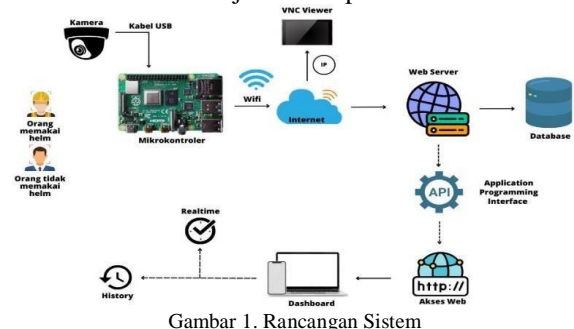 Kamera
Kabel USB
VNC Viewer
IP
Web Server
Wifi
Internet
Mikrokontroler
Database
Orang
memakai
helm
Orang tidak
memakai
helm
API
Application
Programming
Interface
Realtime
History
Dashboard
http://
Akses Web
Gambar 1. Rancangan Sistem